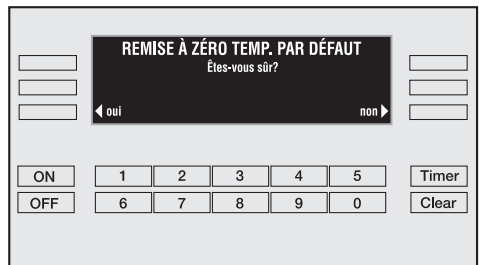 REMISE À ZÉRO TEMP. PAR DÉFAUT
Êtes-vous sûr?
oui non
ON 1 2 3 4 5 Timer
OFF 6 7 8 9 0 Clear